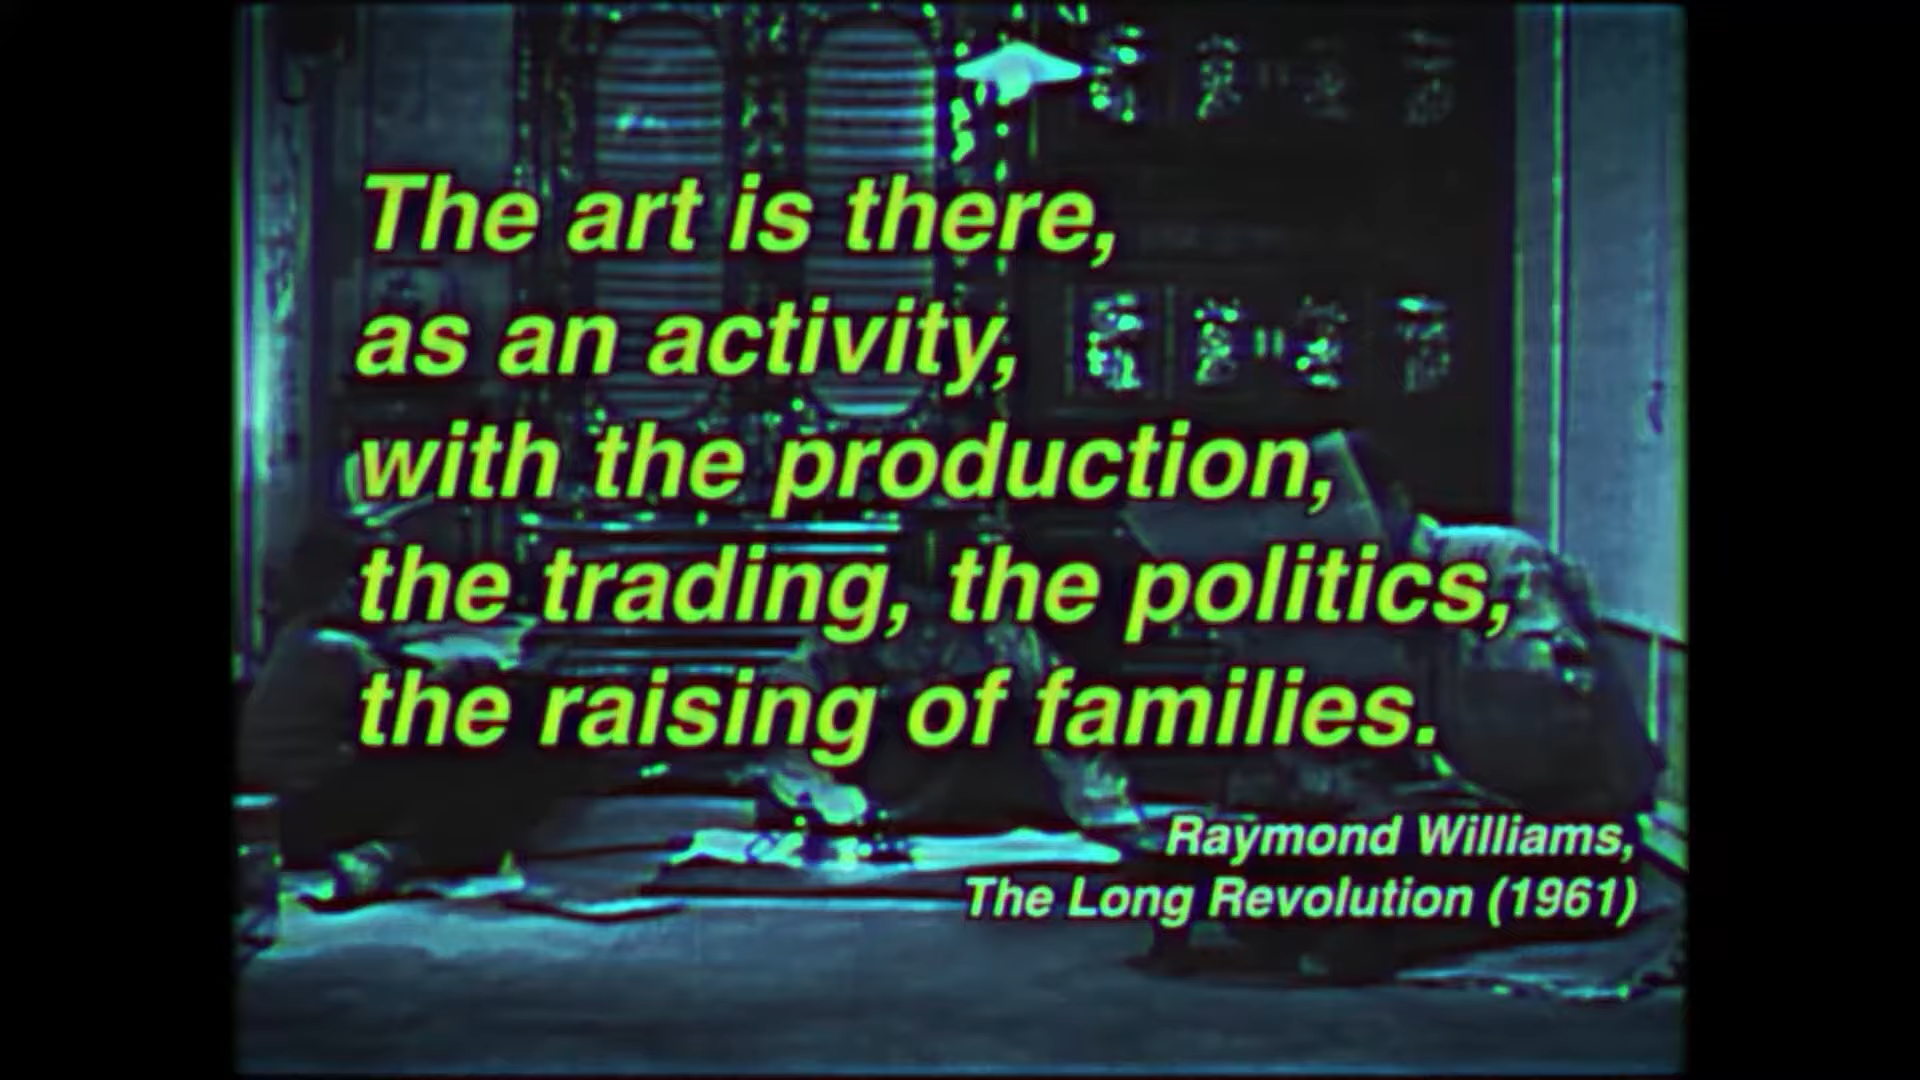 The art is there,
as an activity,
with the production,
the trading, the politics,
the raising of families.
Raymond Williams,
The Long Revolution (1961)